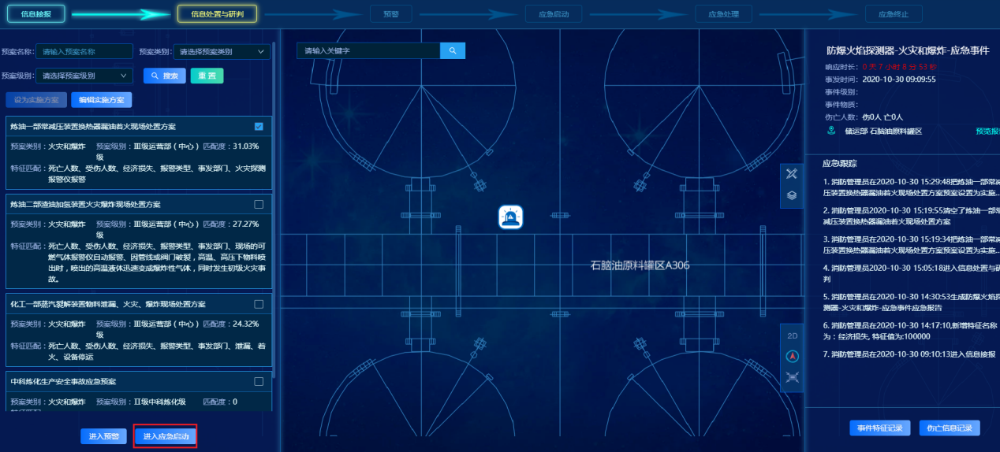 信息接报
信息处置与研判
预警
应急启动
应急处理
应急终止
预案名称:
请输入预案名称
预案类别:
请选择预案类别
预案级别:
请选择预案级别
搜索
重置
设为实施方案
编辑实施方案
炼油一部常减压装置换热器漏油着火现场处置方案
预案类别：火灾和爆炸 预案级别：Ⅲ级运营部（中心） 匹配度：31.03%
级
特征匹配：死亡人数、受伤人数、经济损失、报警类型、事发部门、火灾探测
报警仪报警
炼油二部渣油加氢装置火灾爆炸现场处置方案
预案类别：火灾和爆炸 预案级别：Ⅲ级运营部（中心） 匹配度：27.27%
级
特征匹配：死亡人数、受伤人数、经济损失、报警类型、事发部门、现场的可
燃气体报警仪自动报警、因管线或阀门破裂，高温、高压下物料喷
出时，喷出的高温液体迅速变成爆炸性气体，同时发生初级火灾事
故。
化工一部蒸汽裂解装置物料泄漏、火灾、爆炸现场处置方案
预案类别：火灾和爆炸 预案级别：Ⅲ级运营部（中心） 匹配度：24.32%
级
特征匹配：死亡人数、受伤人数、经济损失、报警类型、事发部门、泄漏、着
火、设备停运
中科炼化生产安全事故应急预案
预案类别：火灾和爆炸 预案级别：Ⅱ级中科炼化级 匹配度：0
进入预警
进入应急启动
请输入关键字
石脑油原料罐区A306
2D
防爆火焰探测器-火灾和爆炸-应急事件
响应时长: 0 天 7 小时 8 分 53 秒
事发时间: 2020-10-30 09:09:55
事件级别:
事件物质:
伤亡人数: 伤0人 亡0人
储运部 石脑油原料罐区
预览报
应急跟踪
1. 消防管理员在2020-10-30 15:29:48把炼油一部常减
压装置换热器漏油着火现场处置方案预案设置为实施...
2. 消防管理员2020-10-30 15:19:55清空了炼油一部常
减压装置换热器漏油着火现场处置方案
3. 消防管理员在2020-10-30 15:19:34把炼油一部常减
压装置换热器漏油着火现场处置方案预案设置为实施...
4. 消防管理员2020-10-30 15:05:18进入信息处置与研
判
5. 消防管理员在2020-10-30 14:30:53生成防爆火焰探
测器-火灾和爆炸-应急事件应急报告
6. 消防管理员在2020-10-30 14:17:10,新增特征名称
为：经济损失, 特征值为:100000
7. 消防管理员在2020-10-30 09:10:13进入信息接报
事件特征记录
伤亡信息记录